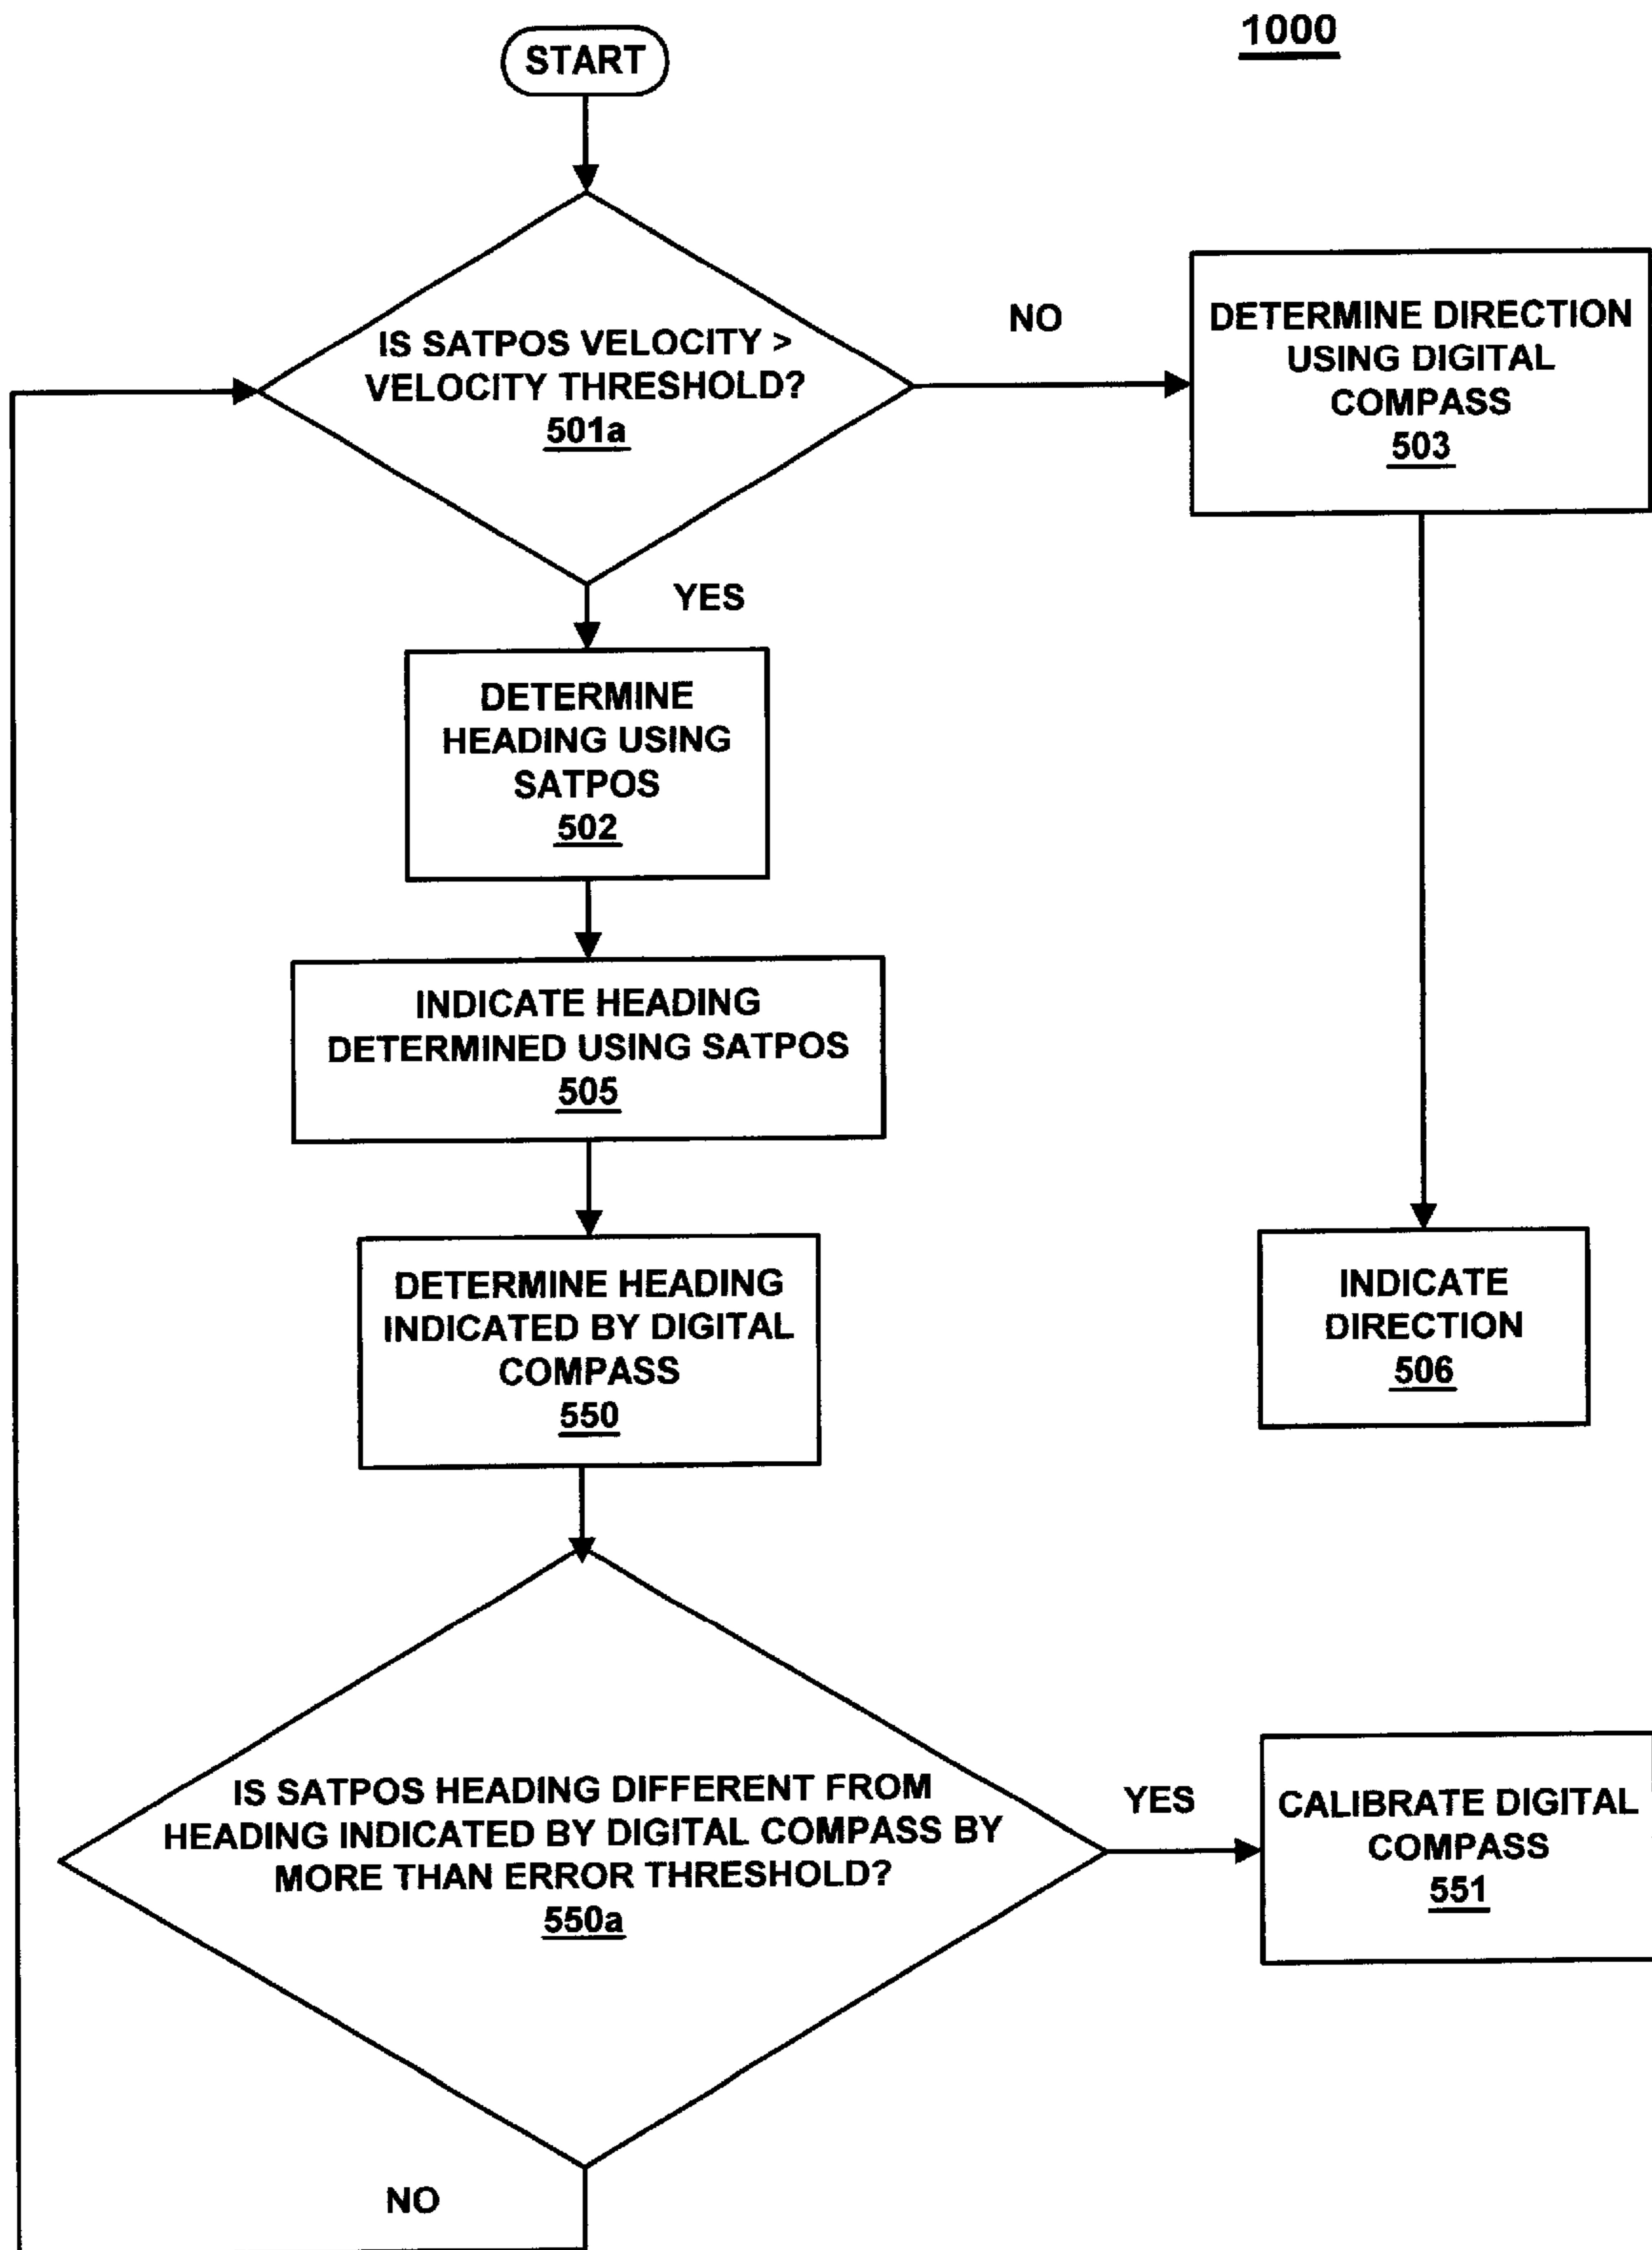 1000
START
IS SATPOS VELOCITY >
VELOCITY THRESHOLD?
501a
NO
DETERMINE DIRECTION
USING DIGITAL
COMPASS
503
YES
DETERMINE
HEADING USING
SATPOS
502
INDICATE HEADING
DETERMINED USING SATPOS
505
DETERMINE HEADING
INDICATED BY DIGITAL
COMPASS
550
INDICATE
DIRECTION
506
IS SATPOS HEADING DIFFERENT FROM
HEADING INDICATED BY DIGITAL COMPASS BY
MORE THAN ERROR THRESHOLD?
550a
YES
CALIBRATE DIGITAL
COMPASS
551
NO